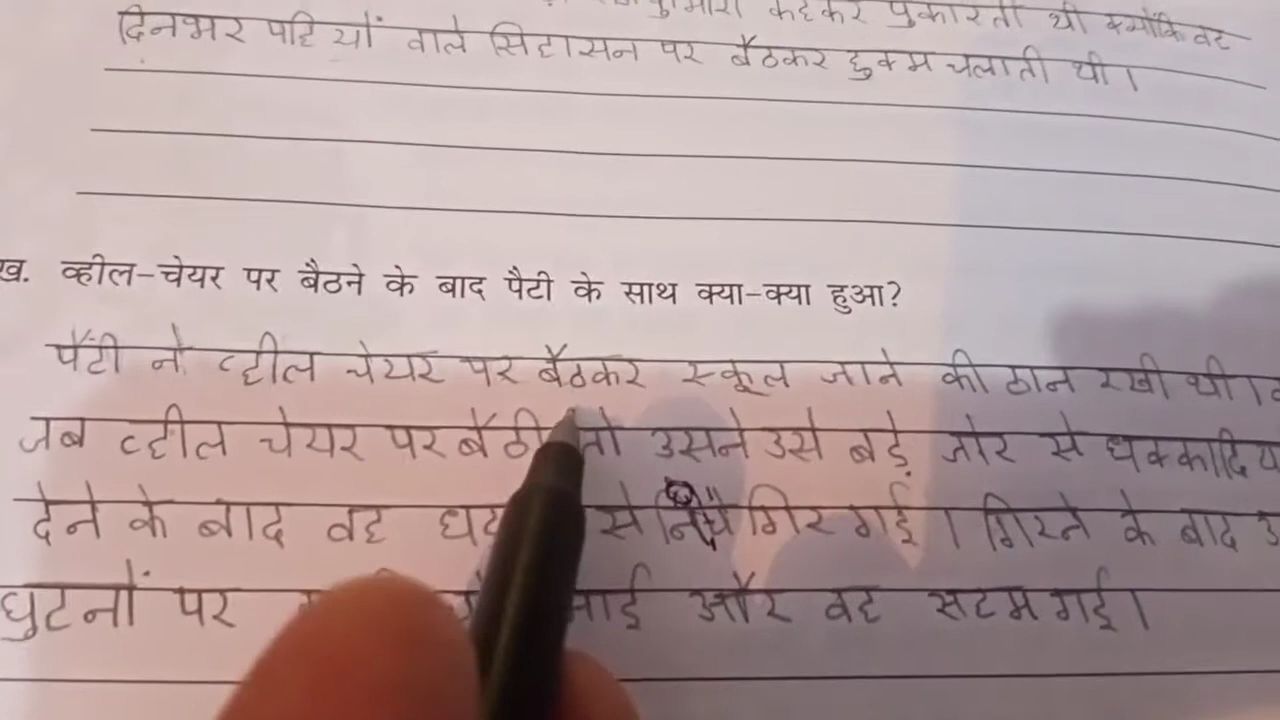 कहकर पुकारती थी क्योंकि वह
दिनभर पहियों वाले सिहासन पर बैठकर हुकम चलाती थी।
ख. व्हील-चेयर पर बैठने के बाद पैटी के साथ क्या-क्या हुआ?
पैंटी ने व्हील चेयर पर बैठकर स्कूल जाने की ठान रखी थी।
जब व्हील चेयर पर बैठी तो उसने उसे बड़े जोर से धक्का दिया
देने के बाद वह से गिर गई। गिरने के बाद
घुटनों पर आई और वह सहम गई।